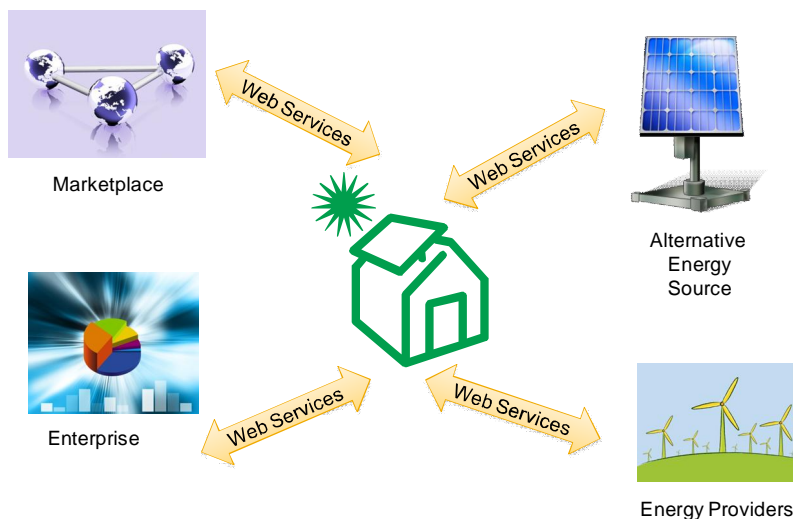 Web Services
Web Services
Marketplace
Alternative
Energy
Source
Web Services
Web Services
Enterprise
Energy Providers